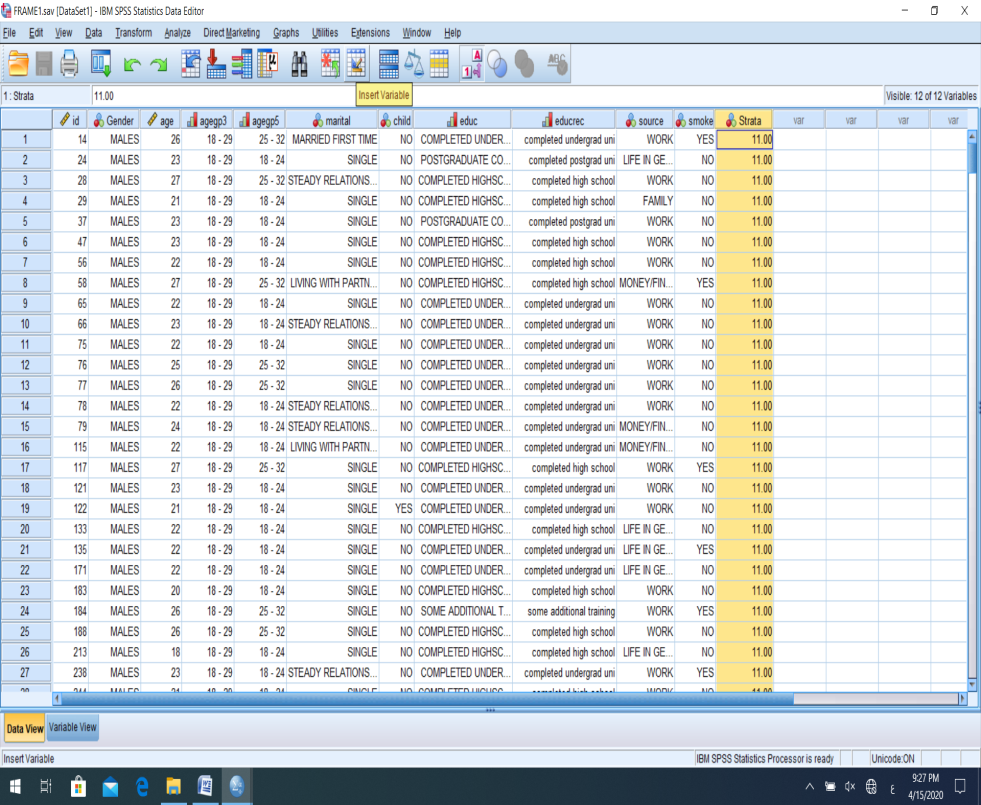 FRAME1.sav [DataSet1] - IBM SPSS Statistics Data Editor
File Edit View Data Transform Analyze Direct Marketing Graphs Utilities Extensions Window Help
Insert Variable
1 : Strata 11.00 Visible: 12 of 12 Variables
id Gender age agegp3 agegp5 marital child educ educrec source smoke Strata var var var var
1 14 MALES 26 18 - 29 25 - 32 MARRIED FIRST TIME NO COMPLETED UNDER... completed undergrad uni WORK YES 11.00
2 24 MALES 23 18 - 29 18 - 24 SINGLE NO POSTGRADUATE CO... completed postgrad uni LIFE IN GE... NO 11.00
3 28 MALES 27 18 - 29 25 - 32 STEADY RELATIONS... NO COMPLETED HIGHSC... completed high school WORK NO 11.00
4 29 MALES 21 18 - 29 18 - 24 SINGLE NO COMPLETED HIGHSC... completed high school FAMILY NO 11.00
5 37 MALES 23 18 - 29 18 - 24 SINGLE NO POSTGRADUATE CO... completed postgrad uni WORK NO 11.00
6 47 MALES 23 18 - 29 18 - 24 SINGLE NO COMPLETED HIGHSC... completed high school WORK NO 11.00
7 56 MALES 22 18 - 29 18 - 24 SINGLE NO COMPLETED HIGHSC... completed high school WORK NO 11.00
8 58 MALES 27 18 - 29 25 - 32 LIVING WITH PARTN... NO COMPLETED HIGHSC... completed high school MONEY/FIN... YES 11.00
9 65 MALES 22 18 - 29 18 - 24 SINGLE NO COMPLETED UNDER... completed undergrad uni WORK NO 11.00
10 66 MALES 23 18 - 29 18 - 24 STEADY RELATIONS... NO COMPLETED UNDER... completed undergrad uni WORK NO 11.00
11 75 MALES 22 18 - 29 18 - 24 SINGLE NO COMPLETED UNDER... completed undergrad uni WORK NO 11.00
12 76 MALES 25 18 - 29 25 - 32 SINGLE NO COMPLETED UNDER... completed undergrad uni WORK NO 11.00
13 77 MALES 26 18 - 29 25 - 32 SINGLE NO COMPLETED UNDER... completed undergrad uni WORK NO 11.00
14 78 MALES 22 18 - 29 18 - 24 STEADY RELATIONS... NO COMPLETED UNDER... completed undergrad uni WORK NO 11.00
15 79 MALES 24 18 - 29 18 - 24 STEADY RELATIONS... NO COMPLETED UNDER... completed undergrad uni MONEY/FIN... NO 11.00
16 115 MALES 22 18 - 29 18 - 24 LIVING WITH PARTN... NO COMPLETED UNDER... completed undergrad uni MONEY/FIN... NO 11.00
17 117 MALES 27 18 - 29 25 - 32 SINGLE NO COMPLETED HIGHSC... completed high school WORK YES 11.00
18 121 MALES 23 18 - 29 18 - 24 SINGLE NO COMPLETED UNDER... completed undergrad uni WORK NO 11.00
19 122 MALES 21 18 - 29 18 - 24 SINGLE YES COMPLETED UNDER... completed undergrad uni WORK NO 11.00
20 133 MALES 22 18 - 29 18 - 24 SINGLE NO COMPLETED HIGHSC... completed high school LIFE IN GE... NO 11.00
21 135 MALES 22 18 - 29 18 - 24 SINGLE NO COMPLETED UNDER... completed undergrad uni LIFE IN GE... YES 11.00
22 171 MALES 22 18 - 29 18 - 24 SINGLE NO COMPLETED UNDER... completed undergrad uni LIFE IN GE... NO 11.00
23 183 MALES 20 18 - 29 18 - 24 SINGLE NO COMPLETED HIGHSC... completed high school WORK NO 11.00
24 184 MALES 26 18 - 29 25 - 32 SINGLE NO SOME ADDITIONAL T... some additional training WORK YES 11.00
25 188 MALES 26 18 - 29 25 - 32 SINGLE NO COMPLETED HIGHSC... completed high school WORK NO 11.00
26 213 MALES 18 18 - 29 18 - 24 SINGLE NO COMPLETED HIGHSC... completed high school LIFE IN GE... NO 11.00
27 238 MALES 23 18 - 29 18 - 24 STEADY RELATIONS... NO COMPLETED UNDER... completed undergrad uni WORK YES 11.00
Data View Variable View
Insert Variable IBM SPSS Statistics Processor is ready Unicode:ON
9:27 PM
ع
4/15/2020